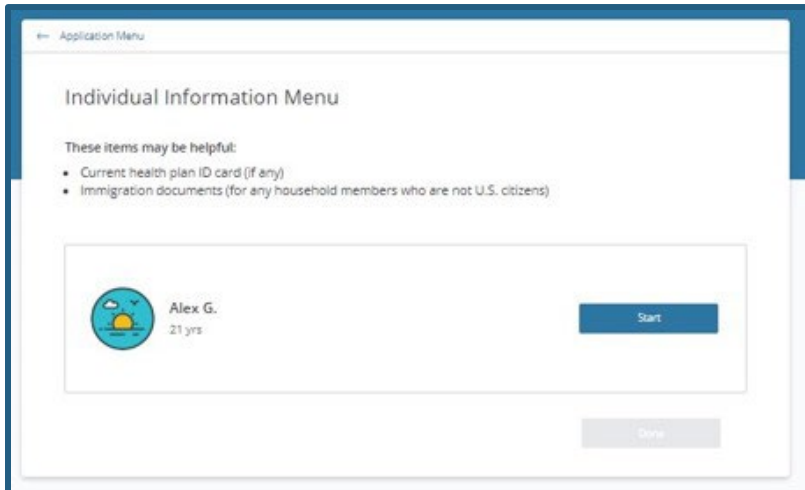 ← Application Menu
Individual Information Menu
These items may be helpful:
• Current health plan ID card (if any)
• Immigration documents (for any household members who are not U.S. citizens)
Alex G.
21 yrs
Start
Done